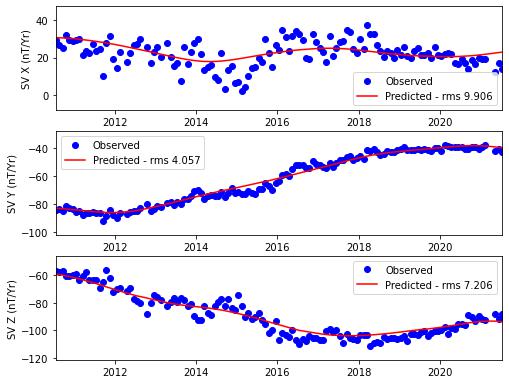 SV X (nT/Yr)
40
20
0
Observed
Predicted - rms 9.906
2012
2014
2016
2018
2020
SV Y (nT/Yr)
−40
−60
−80
−100
Observed
Predicted - rms 4.057
2012
2014
2016
2018
2020
SV Z (nT/Yr)
−60
−80
−100
−120
Observed
Predicted - rms 7.206
2012
2014
2016
2018
2020